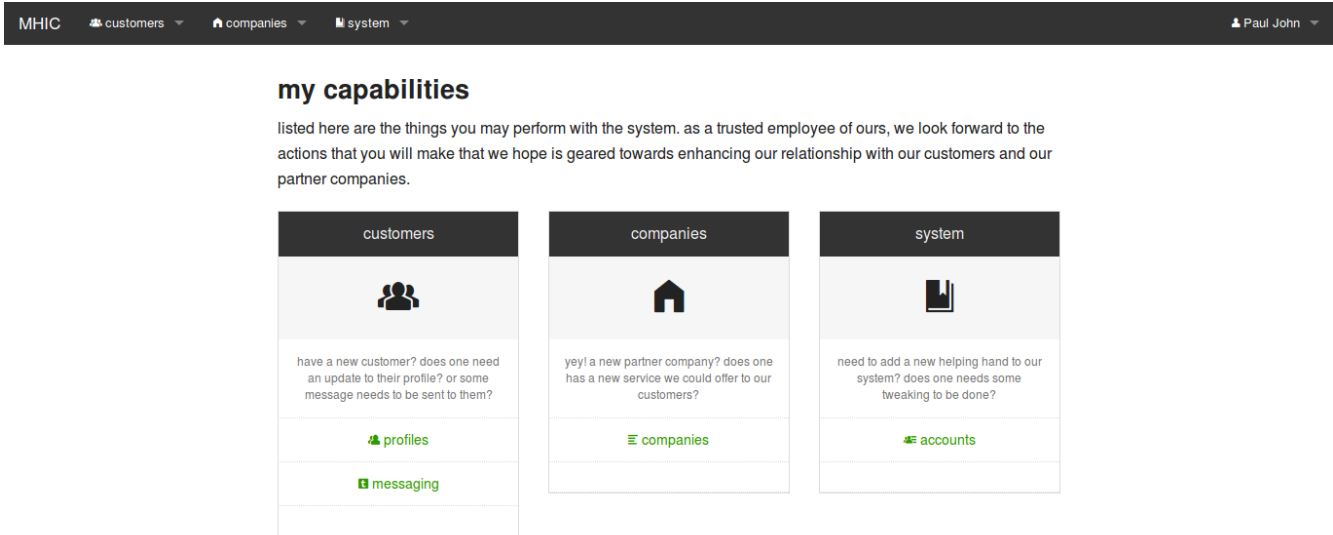 MHIC customers companies system Paul John
my capabilities
listed here are the things you may perform with the system. as a trusted employee of ours, we look forward to the
actions that you will make that we hope is geared towards enhancing our relationship with our customers and our
partner companies.
customers
have a new customer? does one need
an update to their profile? or some
message needs to be sent to them?
profiles
messaging
companies
yey! a new partner company? does one
has a new service we could offer to our
customers?
companies
system
need to add a new helping hand to our
system? does one needs some
tweaking to be done?
accounts